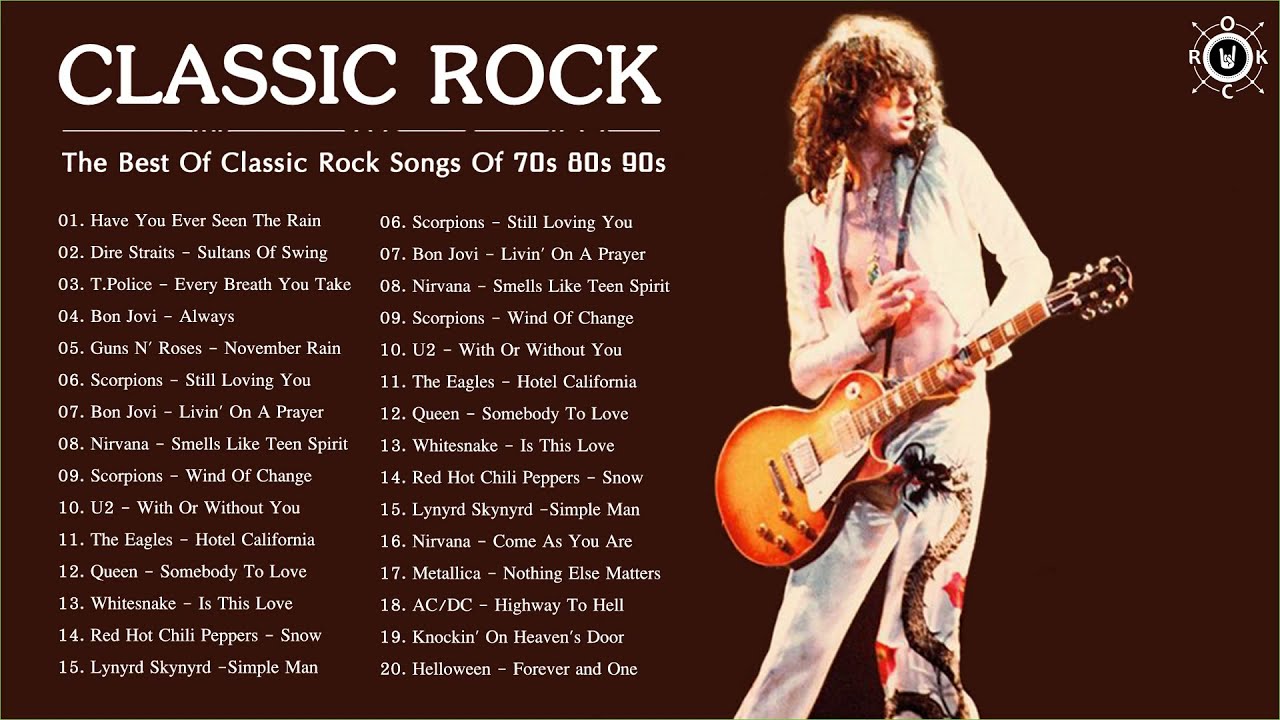 CLASSIC ROCK
The Best Of Classic Rock Songs Of 70s 80s 90s
01. Have You Ever Seen The Rain
02. Dire Straits - Sultans Of Swing
03. T.Police - Every Breath You Take
04. Bon Jovi - Always
05. Guns N' Roses - November Rain
06. Scorpions - Still Loving You
07. Bon Jovi - Livin' On A Prayer
08. Nirvana - Smells Like Teen Spirit
09. Scorpions - Wind Of Change
10. U2 - With Or Without You
11. The Eagles - Hotel California
12. Queen - Somebody To Love
13. Whitesnake - Is This Love
14. Red Hot Chili Peppers - Snow
15. Lynyrd Skynyrd -Simple Man
06. Scorpions - Still Loving You
07. Bon Jovi - Livin' On A Prayer
08. Nirvana - Smells Like Teen Spirit
09. Scorpions - Wind Of Change
10. U2 - With Or Without You
11. The Eagles - Hotel California
12. Queen - Somebody To Love
13. Whitesnake - Is This Love
14. Red Hot Chili Peppers - Snow
15. Lynyrd Skynyrd -Simple Man
16. Nirvana - Come As You Are
17. Metallica - Nothing Else Matters
18. AC/DC - Highway To Hell
19. Knockin' On Heaven's Door
20. Helloween - Forever and One
R O C K